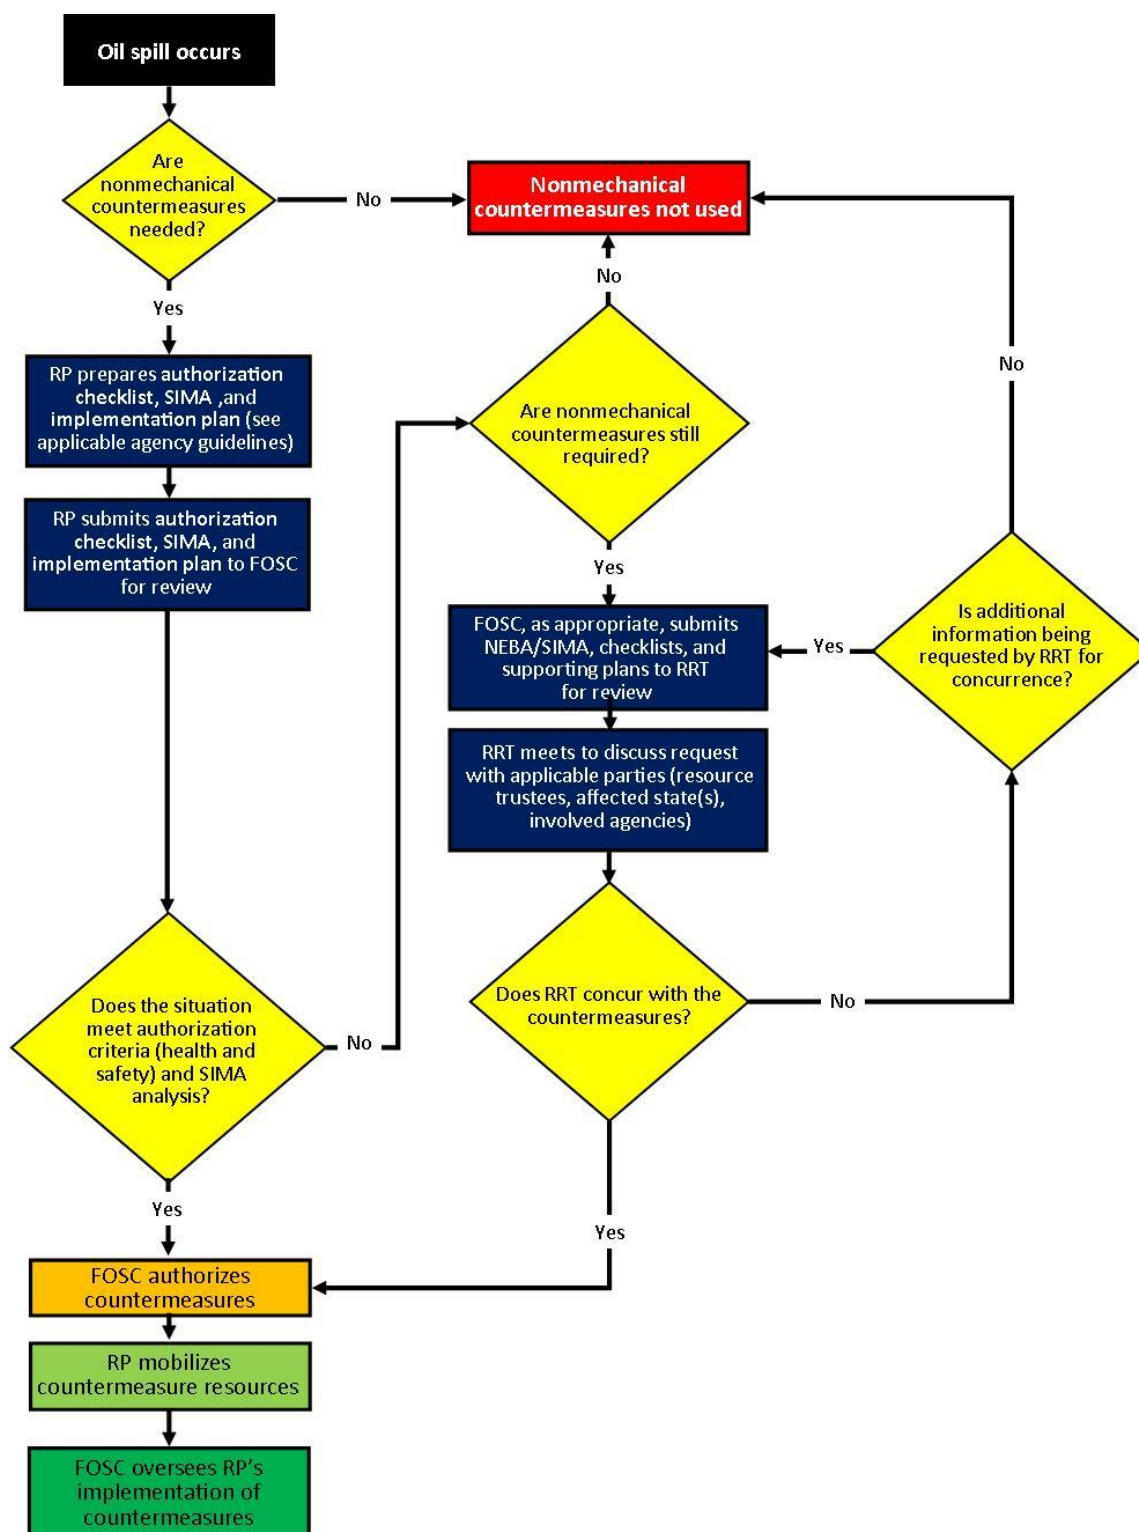 Oil spill occurs
Are
nonmechanical
countermeasures
needed?
No
Nonmechanical
countermeasures not used
Yes
No
RP prepares authorization
checklist, SIMA ,and
implementation plan (see
applicable agency guidelines)
Are nonmechanical
countermeasures still
required?
No
RP submits authorization
checklist, SIMA, and
implementation plan to FOSC
for review
Yes
FOSC, as appropriate, submits
NEBA/SIMA, checklists, and
supporting plans to RRT
for review
Yes
Is additional
information being
requested by RRT for
concurrence?
RRT meets to discuss request
with applicable parties (resource
trustees, affected state(s),
involved agencies)
Does the situation
meet authorization
criteria (health and
safety) and SIMA
analysis?
No
Does RRT concur with the
countermeasures?
No
Yes
Yes
FOSC authorizes
countermeasures
RP mobilizes
countermeasure resources
FOSC oversees RP's
implementation of
countermeasures